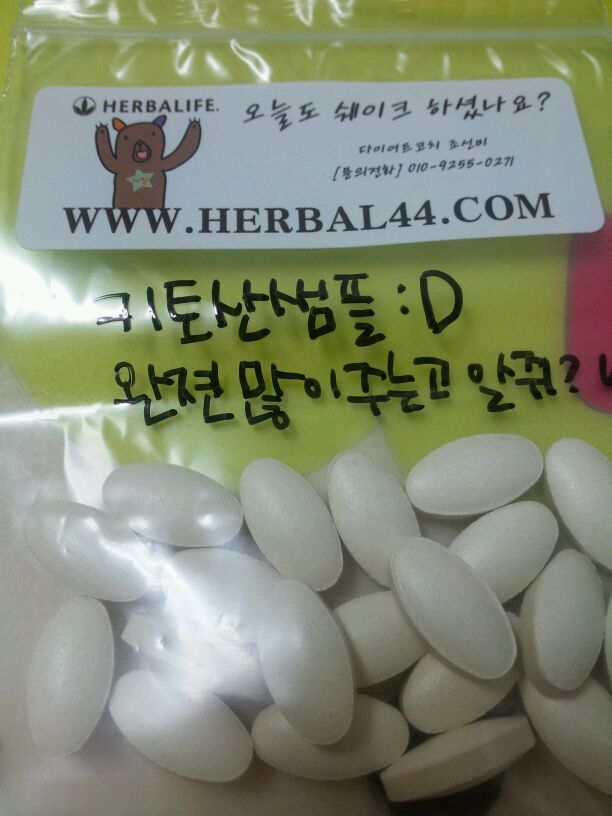 HERBALIFE. 오늘도 쉐이크 하셨나요?
다이어트코치 조선미
[문의전화] 010-9255-0271
WWW.HERBAL44.COM
키토산샘플:D
완젼많이주는고 알쥐?